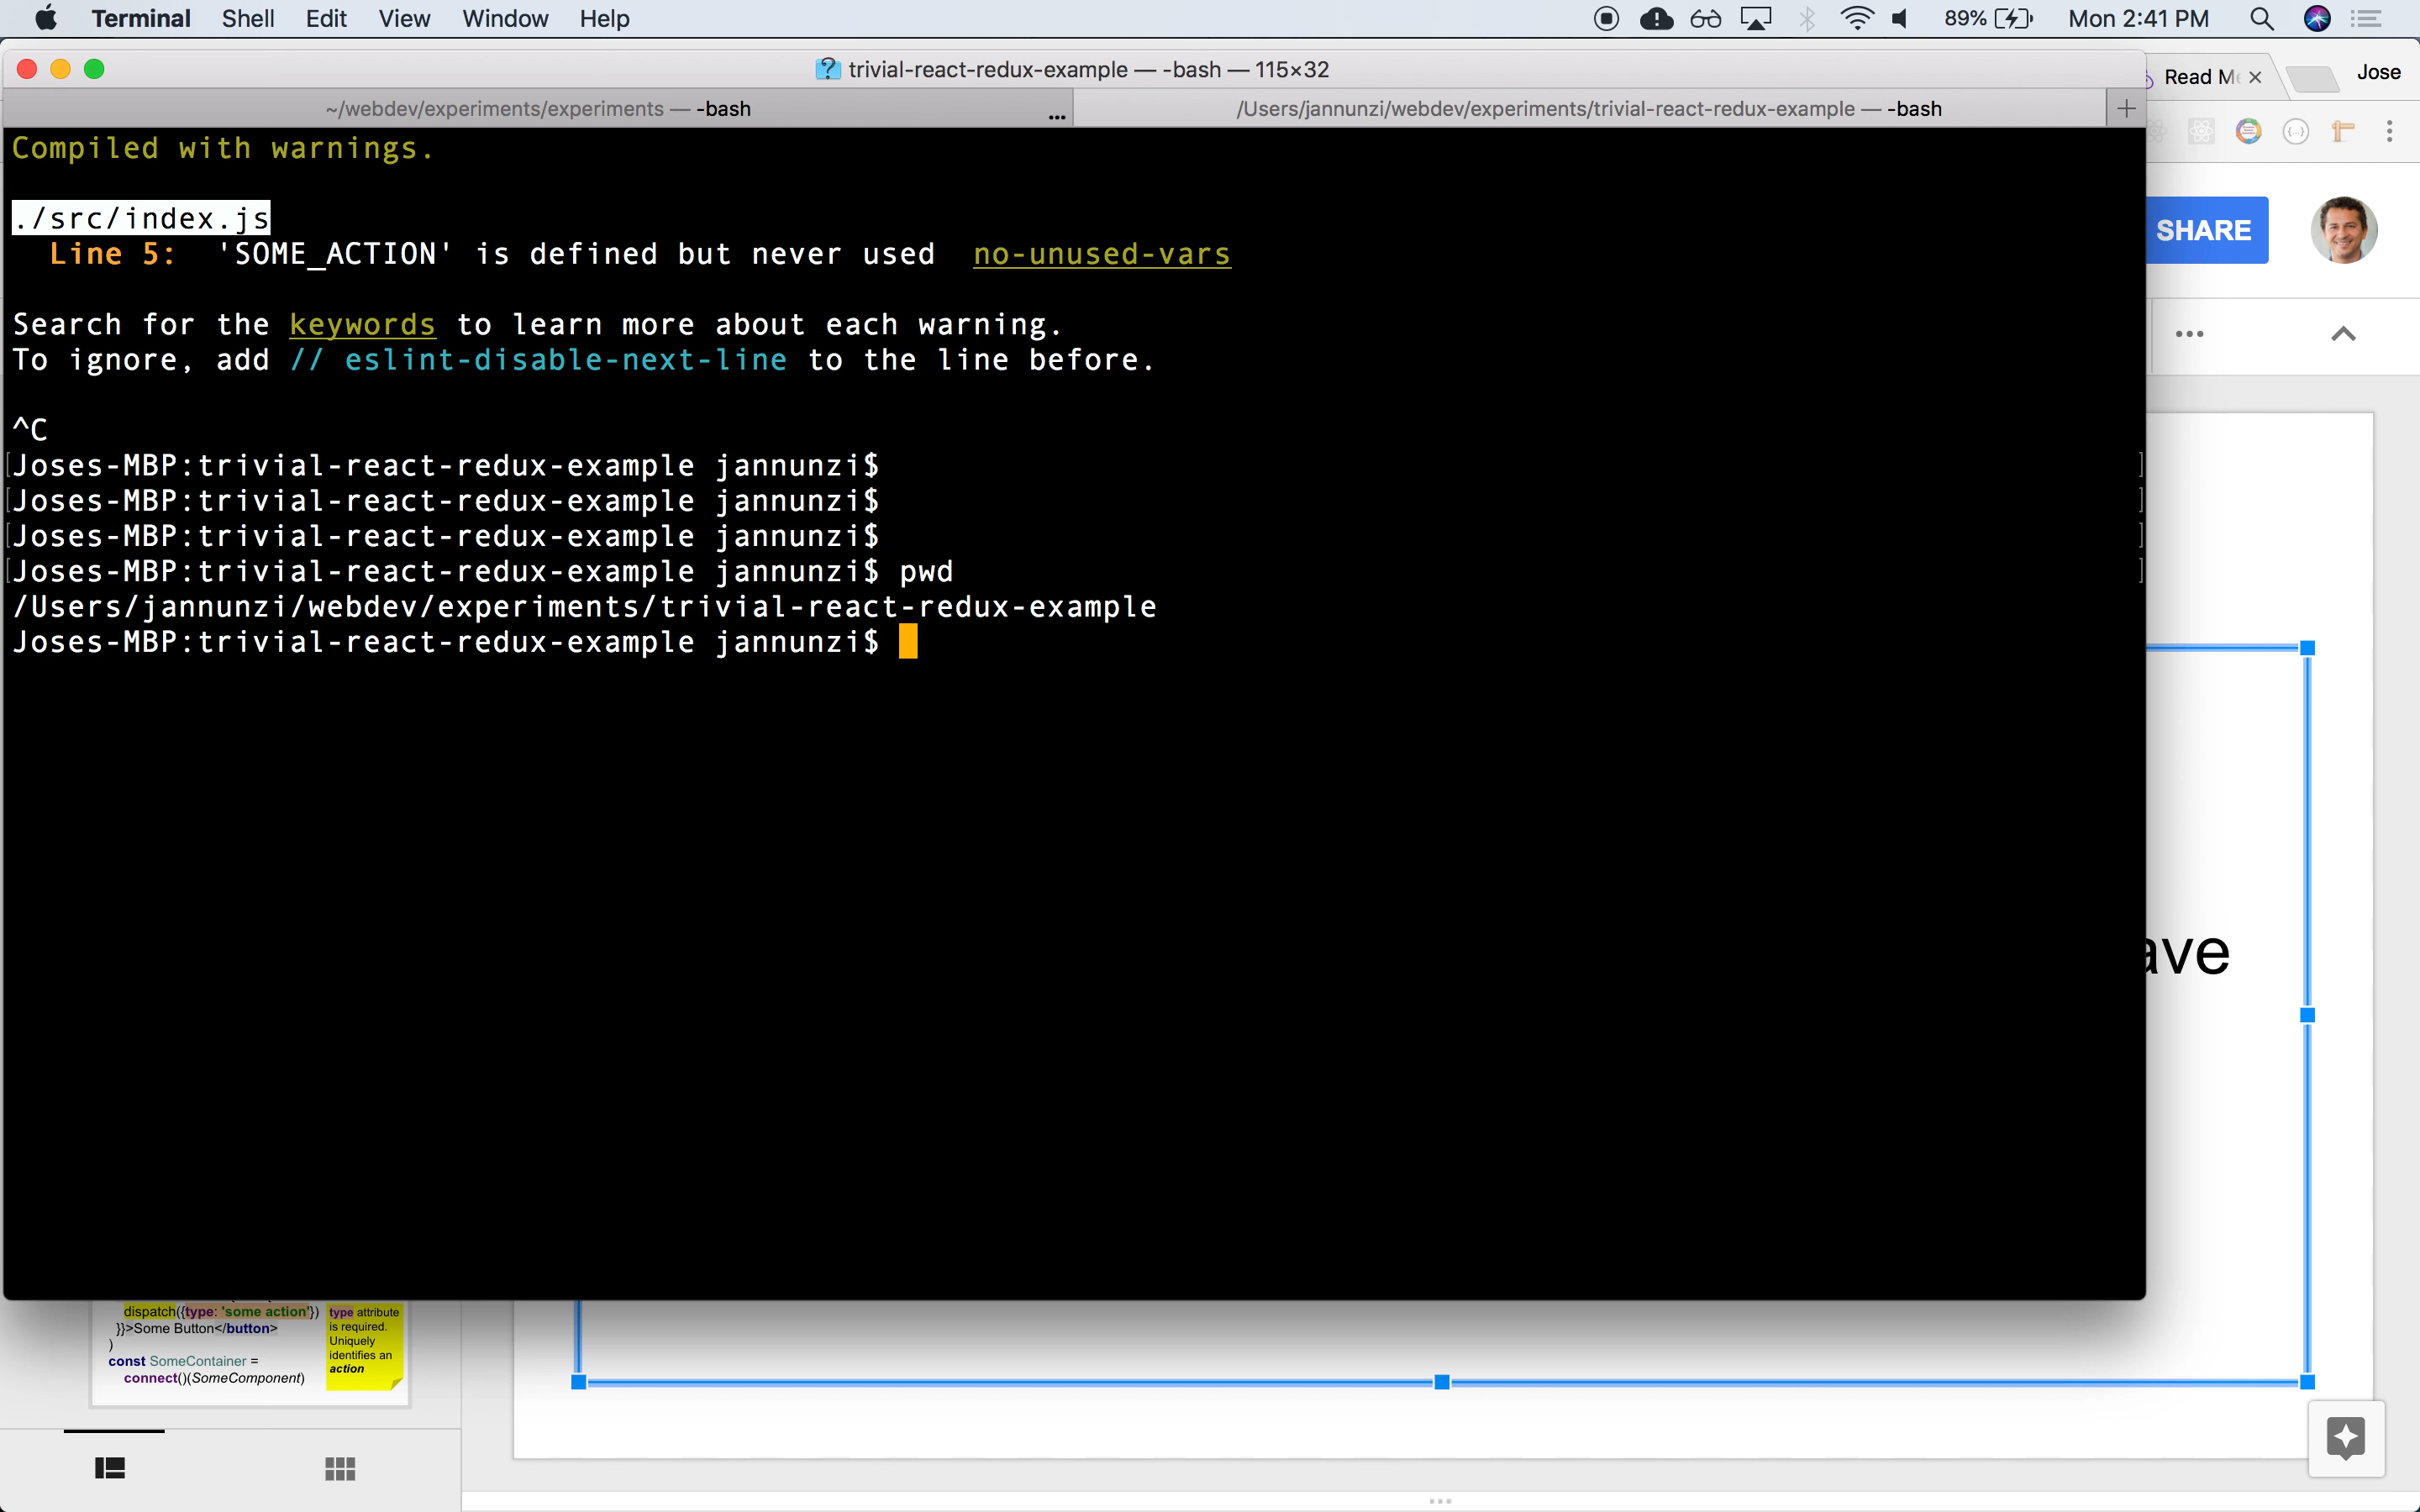 Terminal Shell Edit View Window Help 89% Mon 2:41 PM
trivial-react-redux-example — -bash — 115×32
~/webdev/experiments/experiments — -bash ... /Users/jannunzi/webdev/experiments/trivial-react-redux-example — -bash +
Read Me Jose
SHARE
Compiled with warnings.
./src/index.js
Line 5: 'SOME_ACTION' is defined but never used no-unused-vars
Search for the keywords to learn more about each warning.
To ignore, add // eslint-disable-next-line to the line before.
^C
Joses-MBP:trivial-react-redux-example jannunzi$
Joses-MBP:trivial-react-redux-example jannunzi$
Joses-MBP:trivial-react-redux-example jannunzi$
Joses-MBP:trivial-react-redux-example jannunzi$ pwd
/Users/jannunzi/webdev/experiments/trivial-react-redux-example
Joses-MBP:trivial-react-redux-example jannunzi$
ave
dispatch({type: 'some action'})
}}>Some Button</button>
)
const SomeContainer =
connect()(SomeComponent)
type attribute
is required.
Uniquely
identifies an
action